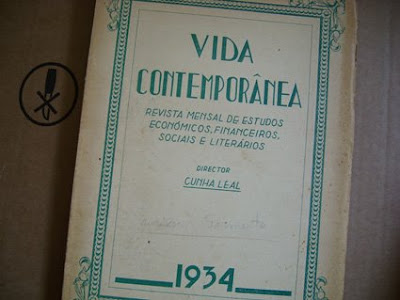 VIDA
CONTEMPORÂNEA
REVISTA MENSAL DE ESTUDOS
ECONÓMICOS, FINANCEIROS,
SOCIAIS E LITERÁRIOS
DIRECTOR
CUNHA LEAL
1934